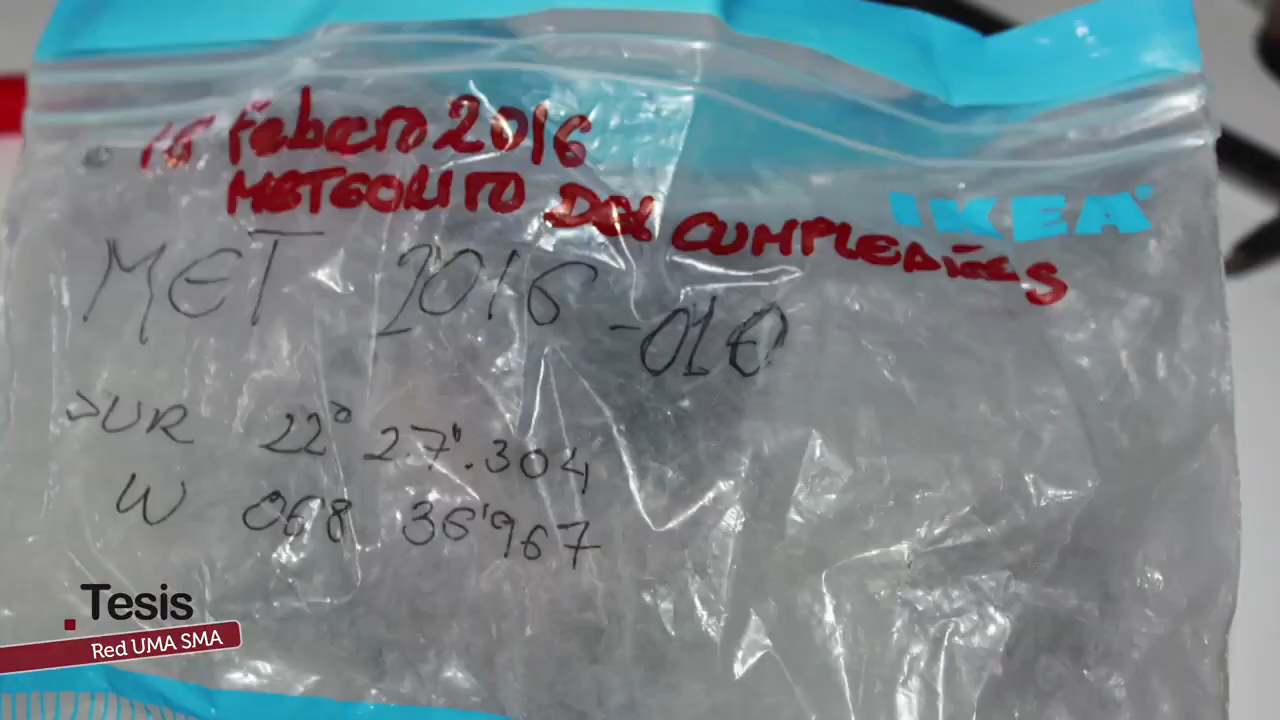 16 Febrero 2016
METEORITO DEL CUMPLEAÑOS
IKEA
MET 2016 -010
SUR 22° 27'.304
W 068 36'967
Tesis
Red UMA SMA